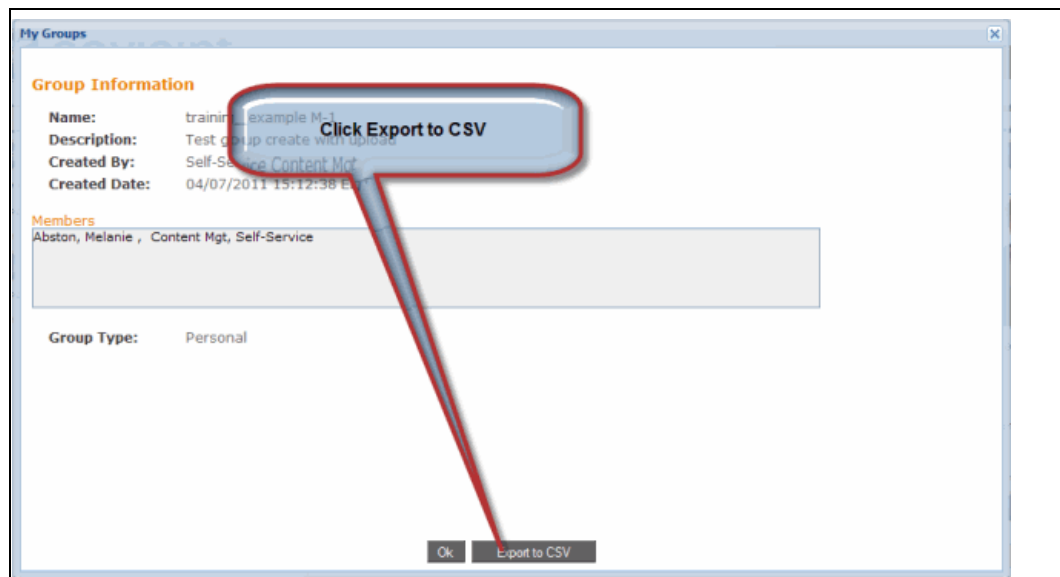 My Groups
Group Information
Name: training_example M-1
Click Export to CSV
Description: Test group create with upload
Created By: Self-Service Content Mgt
Created Date: 04/07/2011 15:12:38
Members
Abston, Melanie , Content Mgt, Self-Service
Group Type: Personal
Ok Export to CSV